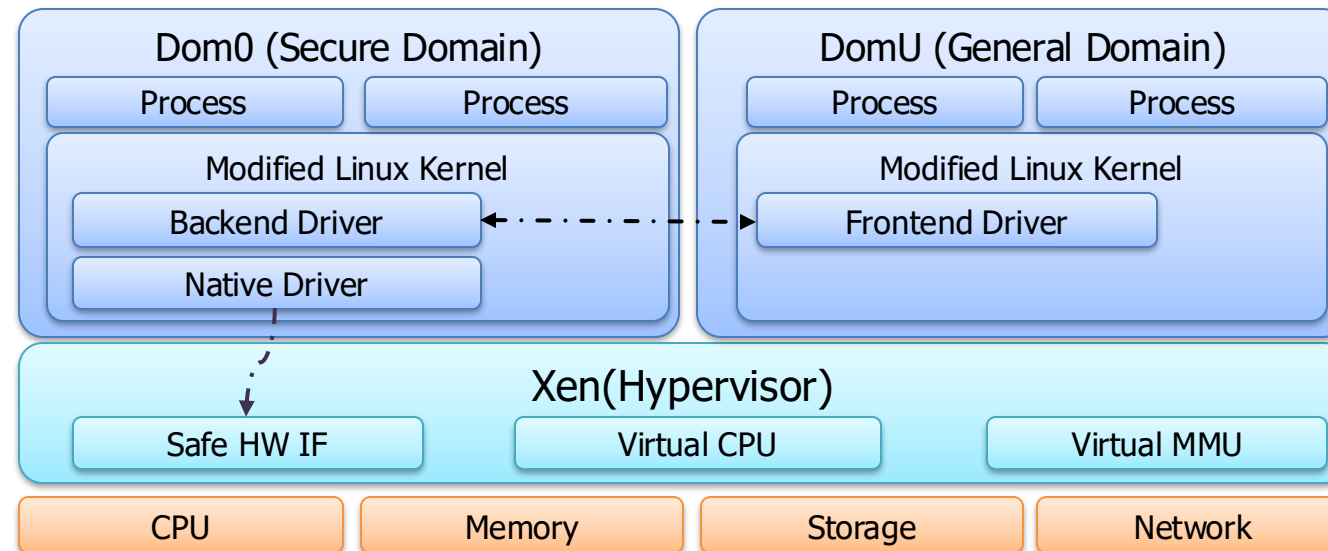 Dom0 (Secure Domain)
Process
Process
Modified Linux Kernel
Backend Driver
Native Driver
DomU (General Domain)
Process
Process
Modified Linux Kernel
Frontend Driver
Xen(Hypervisor)
Safe HW IF
Virtual CPU
Virtual MMU
CPU
Memory
Storage
Network